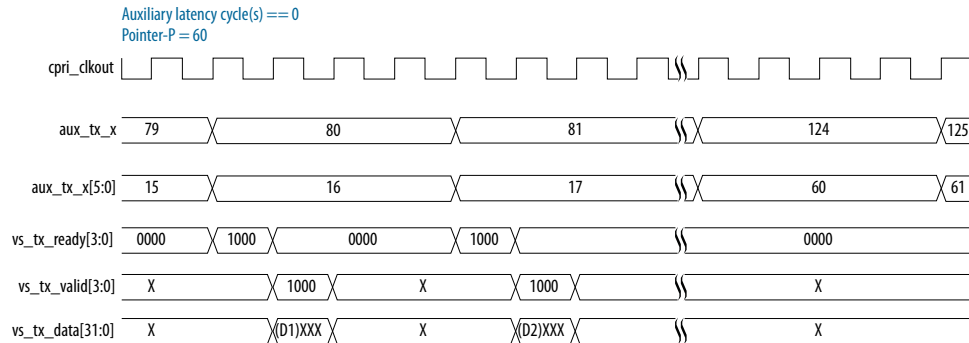 Auxiliary latency cycle(s) == 0
Pointer-P = 60
cpri_clkout
aux_tx_x 79 80 81 124 125
aux_tx_x[5:0] 15 16 17 60 61
vs_tx_ready[3:0] 0000 1000 0000 1000 0000
vs_tx_valid[3:0] X 1000 X 1000 X
vs_tx_data[31:0] X (D1)XXX X (D2)XXX X